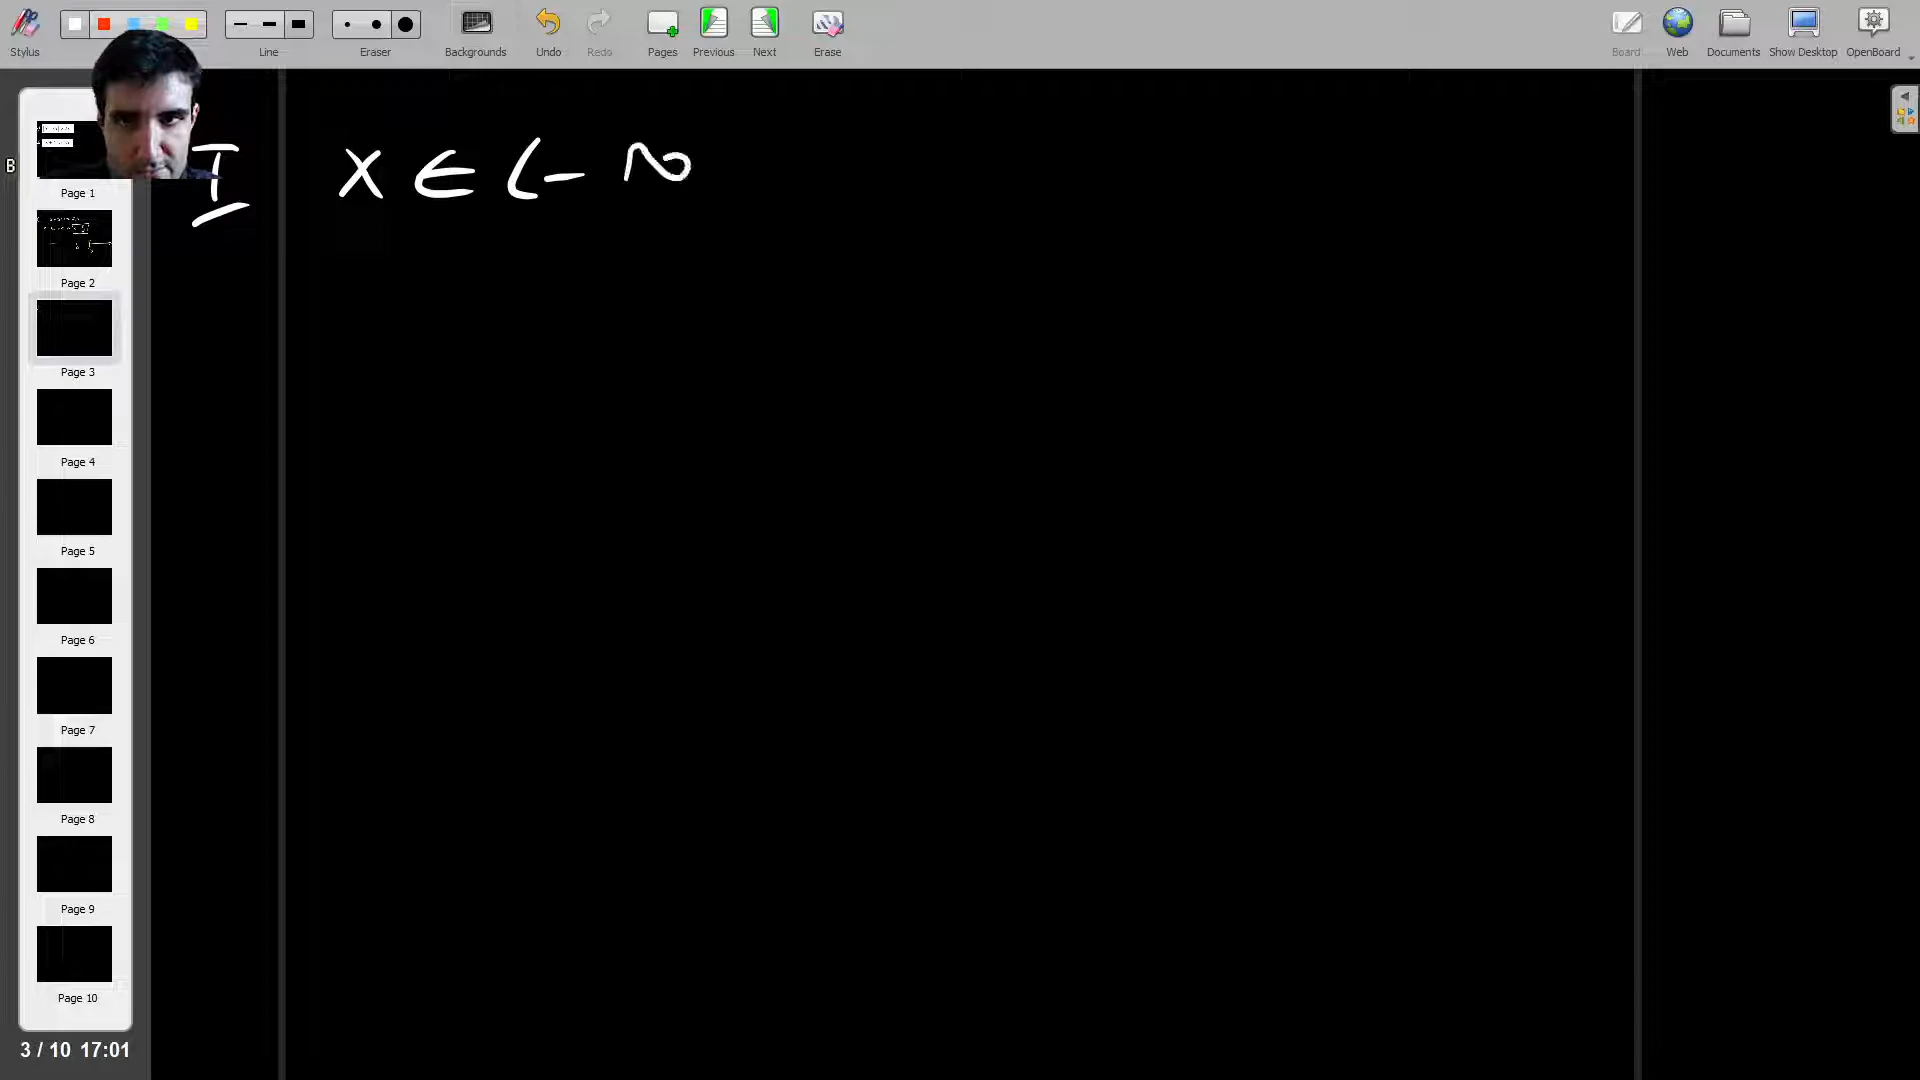 Stylus Line Eraser Backgrounds Undo Redo Pages Previous Next Erase Board Web Documents Show Desktop OpenBoard
B
I x ∈ (- ∞
Page 1
Page 2
Page 3
Page 4
Page 5
Page 6
Page 7
Page 8
Page 9
Page 10
3 / 10 17:01